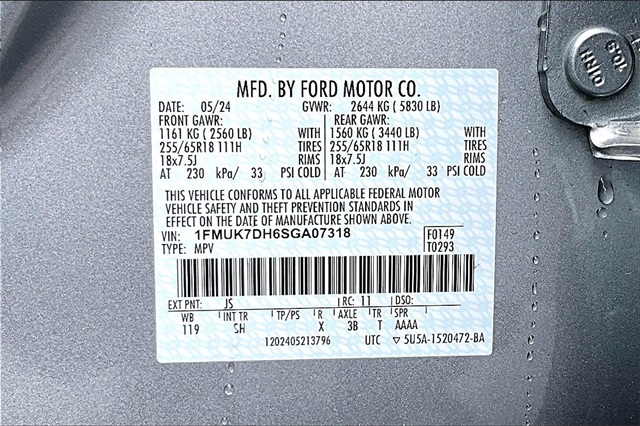 MFD. BY FORD MOTOR CO.
DATE: 05/24 GVWR: 2644 KG ( 5830 LB)
FRONT GAWR: REAR GAWR:
1161 KG ( 2560 LB) WITH 1560 KG ( 3440 LB) WITH
255/65R18 111H TIRES 255/65R18 111H TIRES
18x7.5J RIMS 18x7.5J RIMS
AT 230 kPa/ 33 PSI COLD AT 230 kPa/ 33 PSI COLD
THIS VEHICLE CONFORMS TO ALL APPLICABLE FEDERAL MOTOR
VEHICLE SAFETY AND THEFT PREVENTION STANDARDS IN
EFFECT ON THE DATE OF MANUFACTURE SHOWN ABOVE.
VIN: 1FMUK7DH6SGA07318 F0149
TYPE: MPV T0293
EXT PNT: JS RC: 11 DSO:
WB INT TR TP/PS R AXLE TR SPR
119 SH X 3B T AAAA
1202405213796 UTC ▽ 5U5A-1520472-BA
10.9